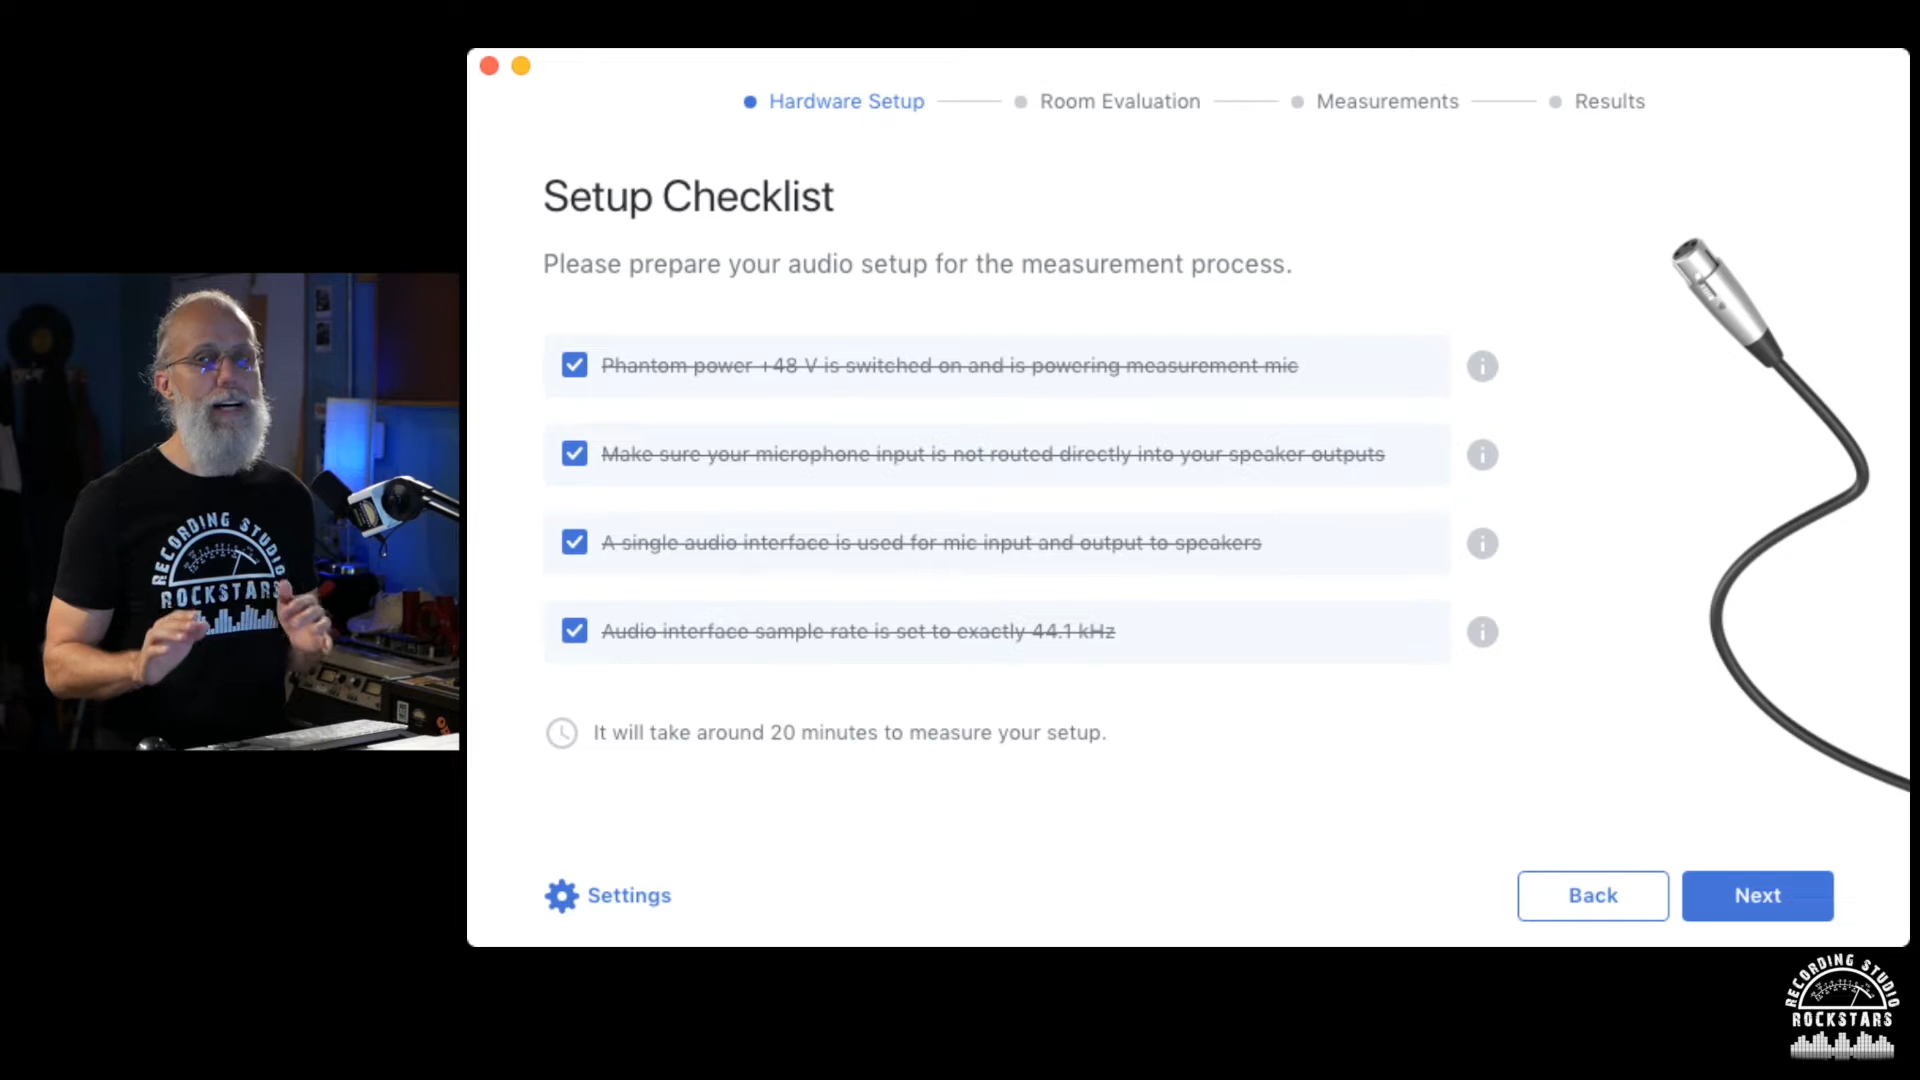 Hardware Setup
Room Evaluation
Measurements
Results
Setup Checklist
Please prepare your audio setup for the measurement process.
Phantom power +48 V is switched on and is powering measurement mic
Make sure your microphone input is not routed directly into your speaker outputs
A single audio interface is used for mic input and output to speakers
Audio interface sample rate is set to exactly 44.1 kHz
It will take around 20 minutes to measure your setup.
Settings
Back
Next
RECORDING STUDIO
ROCKSTARS
RECORDING STUDIO
ROCKSTARS